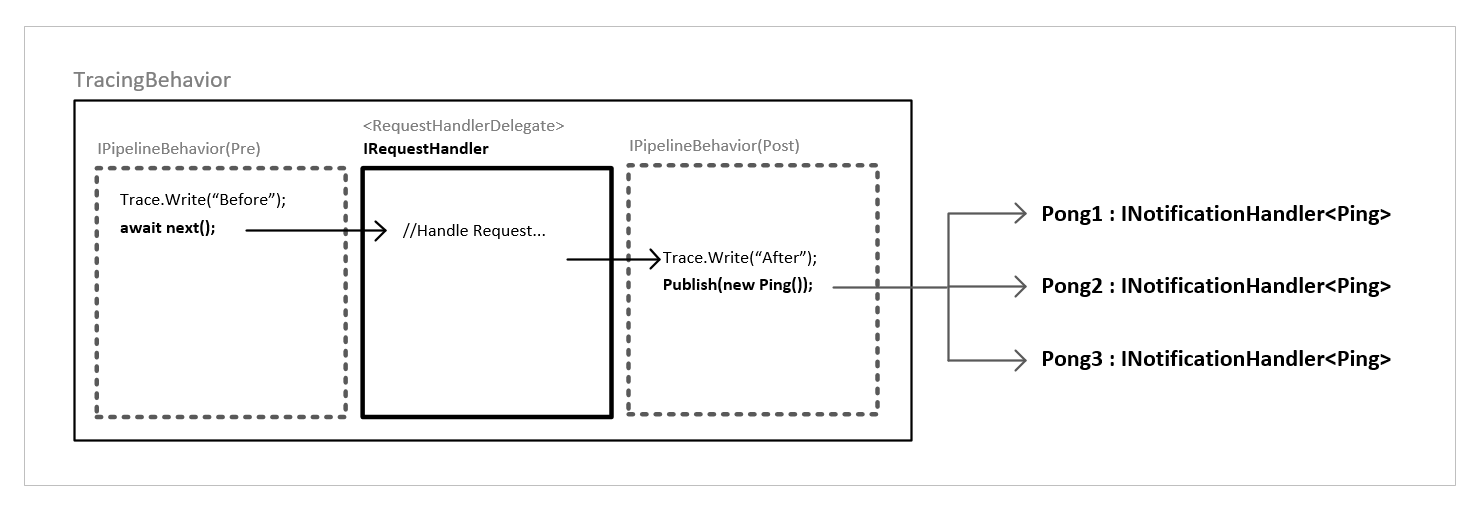 TracingBehavior
IPipelineBehavior(Pre)
Trace.Write(“Before”);
await next();
<RequestHandlerDelegate>
IRequestHandler
//Handle Request...
IPipelineBehavior(Post)
Trace.Write(“After”);
Publish(new Ping());
Pong1 : INotificationHandler<Ping>
Pong2 : INotificationHandler<Ping>
Pong3 : INotificationHandler<Ping>